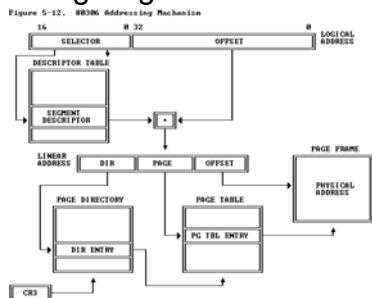 Figure 5-12. 80306 Addressing Mechanism
16 0 32 0
SELECTOR OFFSET LOGICAL ADDRESS
DESCRIPTOR TABLE
SEGMENT
DESCRIPTOR
+
LINEAR
ADDRESS DIR PAGE OFFSET
PAGE FRAME
PHYSICAL
ADDRESS
PAGE DIRECTORY PAGE TABLE
PG TBL ENTRY
DIR ENTRY
CR3